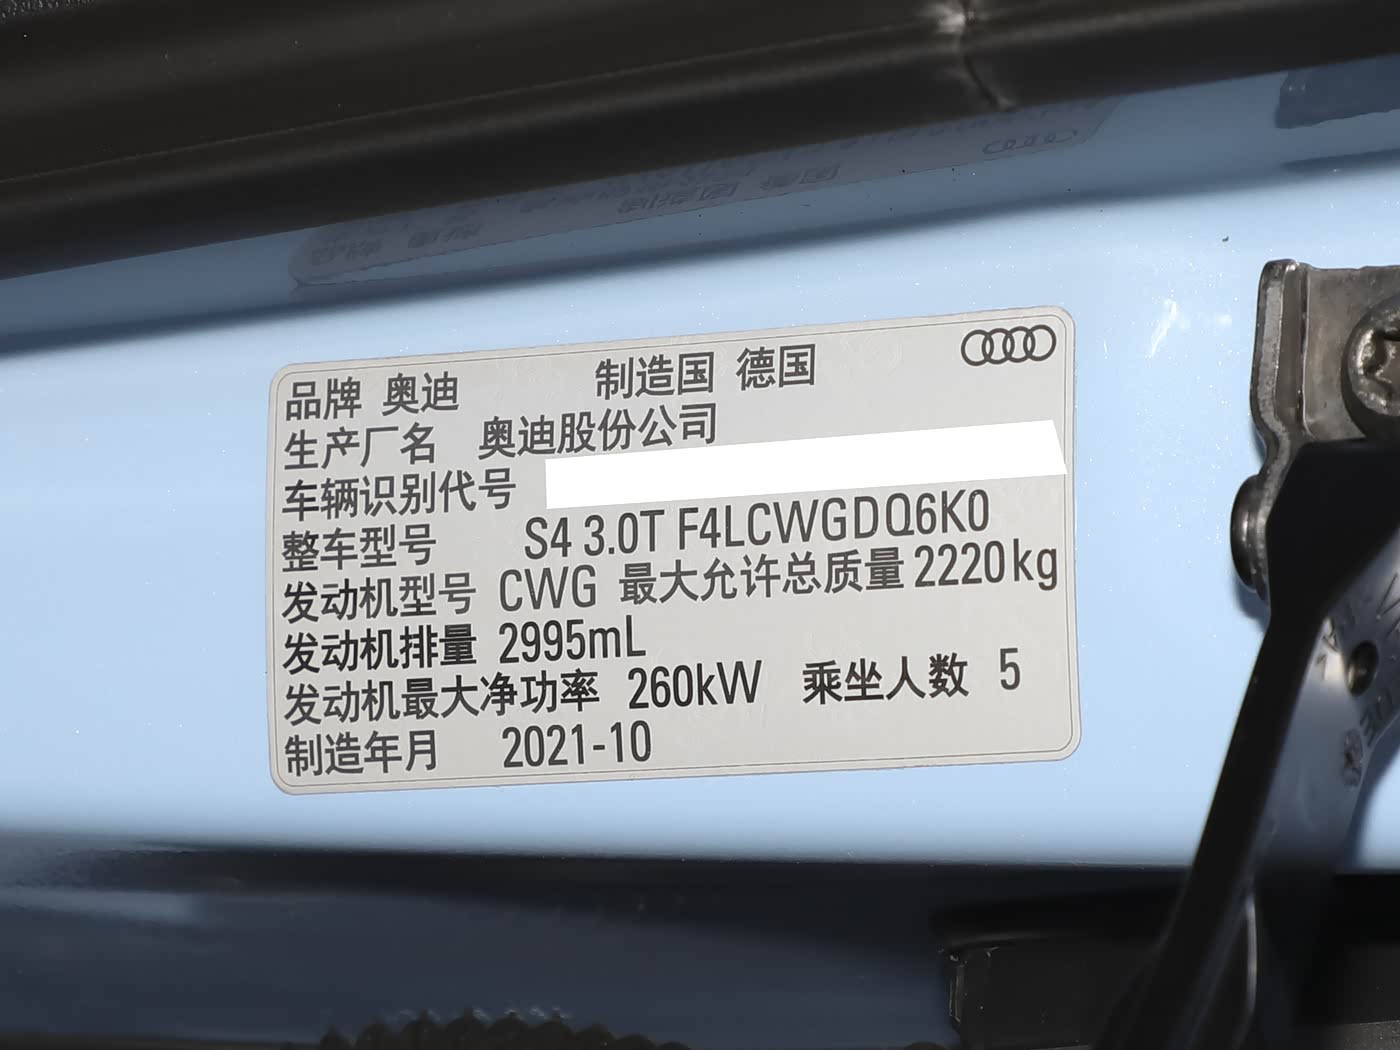 品牌 奥迪 制造国 德国
生产厂名 奥迪股份公司
车辆识别代号
整车型号 S4 3.0T F4LCWGDQ6K0
发动机型号 CWG 最大允许总质量 2220kg
发动机排量 2995mL
发动机最大净功率 260kW 乘坐人数 5
制造年月 2021-10